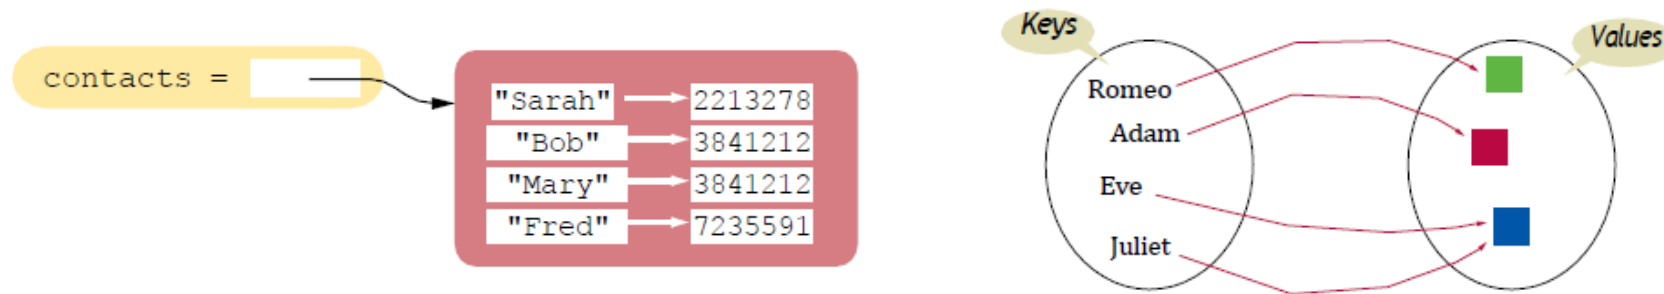 contacts =
"Sarah" 2213278
"Bob" 3841212
"Mary" 3841212
"Fred" 7235591
Keys
Values
Romeo
Adam
Eve
Juliet